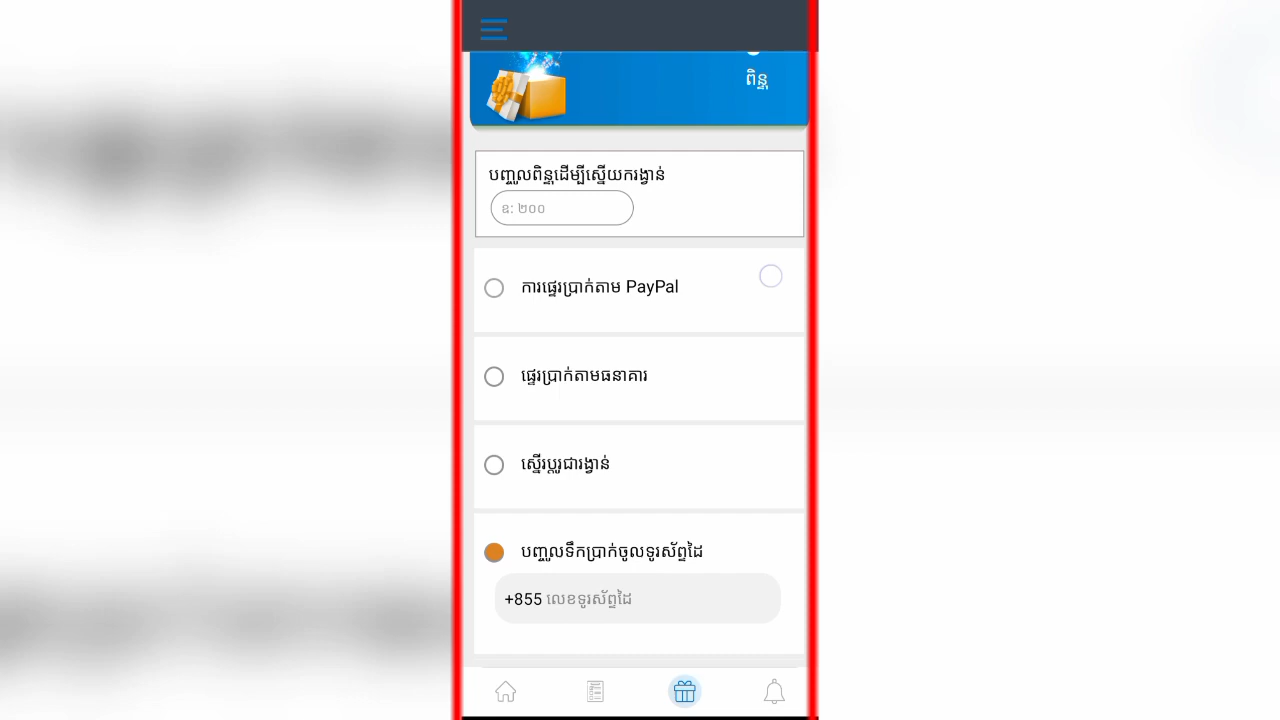 ពិន្ទុ
បញ្ចូលពិន្ទុដើម្បីស្នើយករង្វាន់
ឧ: ២០០
ការផ្ទេរប្រាក់តាម PayPal
ផ្ទេរប្រាក់តាមធនាគារ
ស្នើរប្ដូរជារង្វាន់
បញ្ចូលទឹកប្រាក់ចូលទូរស័ព្ទដៃ
+855 លេខទូរស័ព្ទដៃ